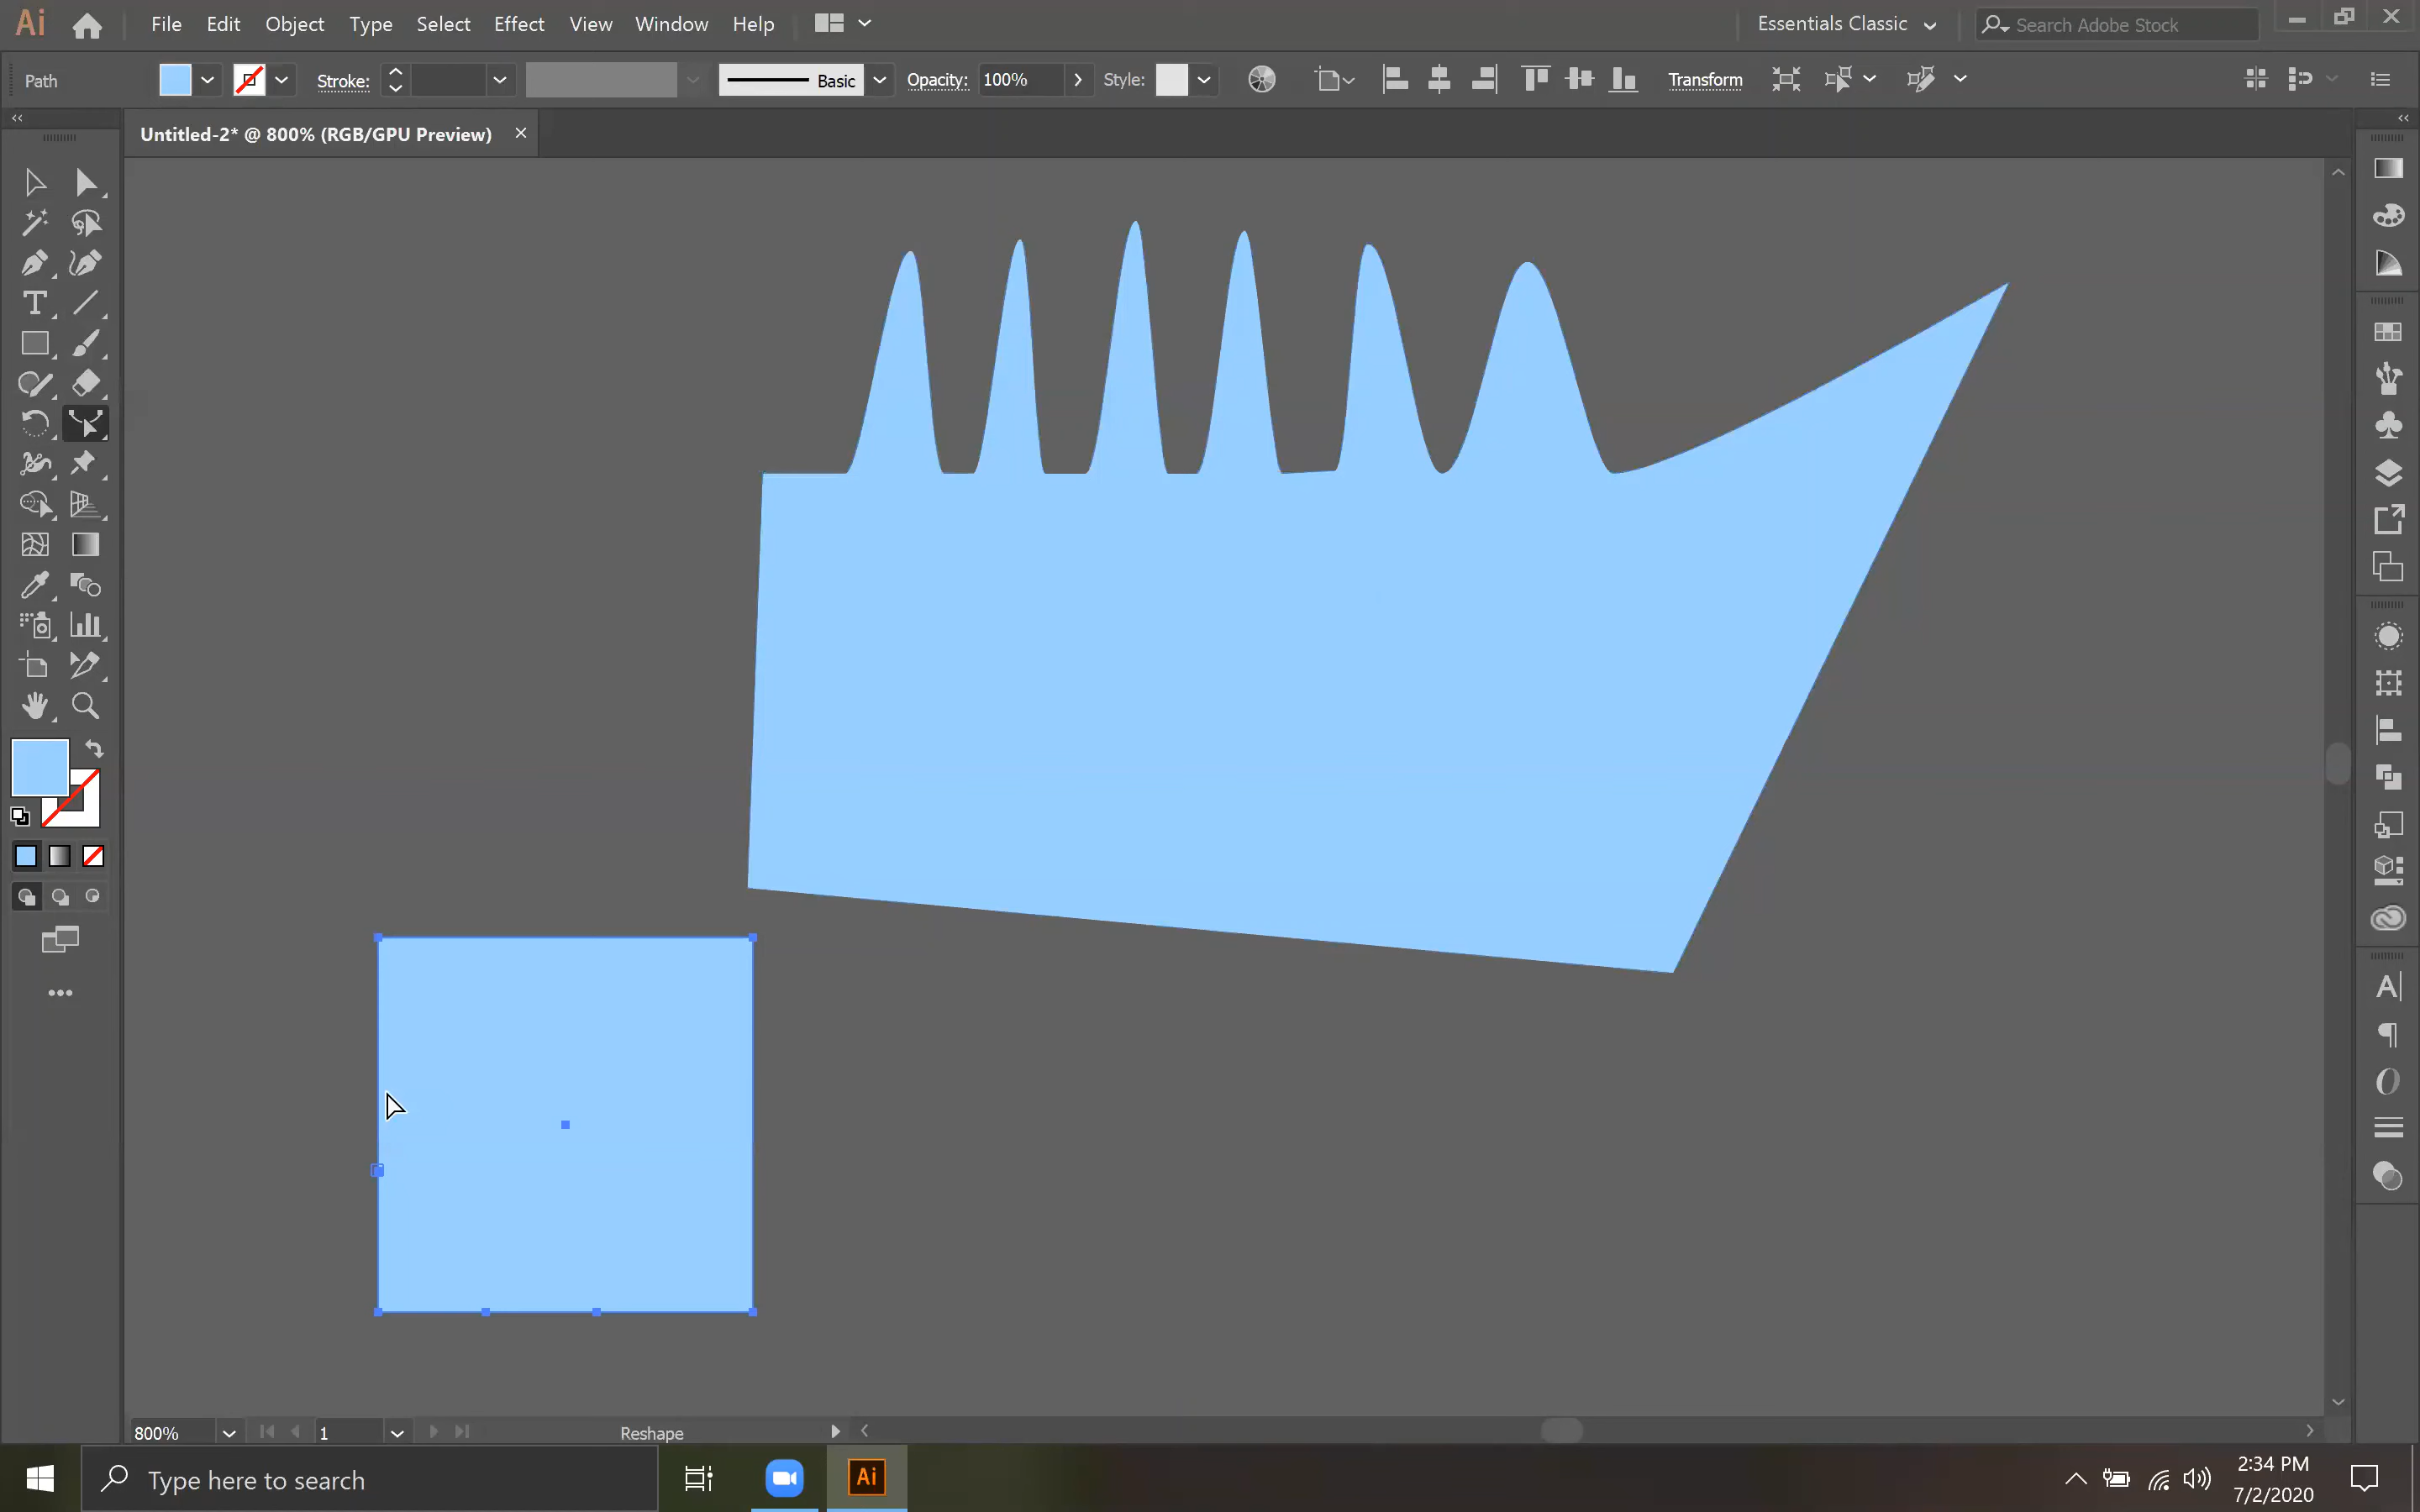 Ai File Edit Object Type Select Effect View Window Help Essentials Classic Search Adobe Stock
Path Stroke: Basic Opacity: 100% Style: Transform
Untitled-2* @ 800% (RGB/GPU Preview)
800% 1 Reshape
Type here to search Ai 2:34 PM
7/2/2020